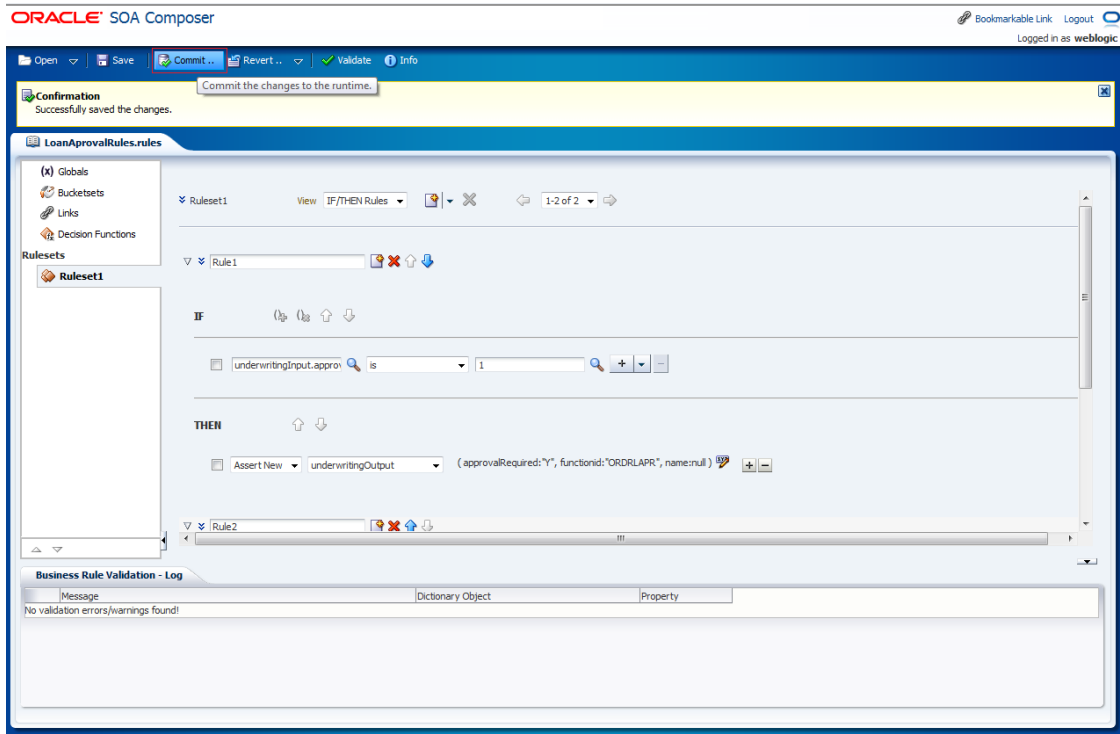 ORACLE® SOA Composer
Bookmarkable Link Logout
Logged in as weblogic
Open Save Commit .. Revert .. Validate Info
Commit the changes to the runtime.
Confirmation
Successfully saved the changes.
LoanAprovalRules.rules
(x) Globals
Bucketsets
Links
Decision Functions
Rulesets
Ruleset1
Ruleset1 View IF/THEN Rules 1-2 of 2
Rule1
IF
underwritingInput.approv is 1
THEN
Assert New underwritingOutput ( approvalRequired:"Y", functionid:"ORDRLAPR", name:null )
Rule2
Business Rule Validation - Log
Message Dictionary Object Property
No validation errors/warnings found!